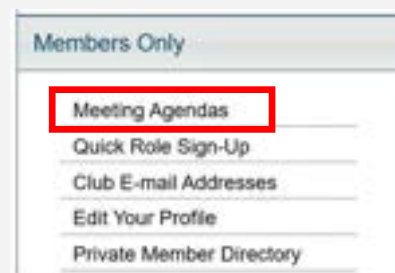 Members Only
Meeting Agendas
Quick Role Sign-Up
Club E-mail Addresses
Edit Your Profile
Private Member Directory